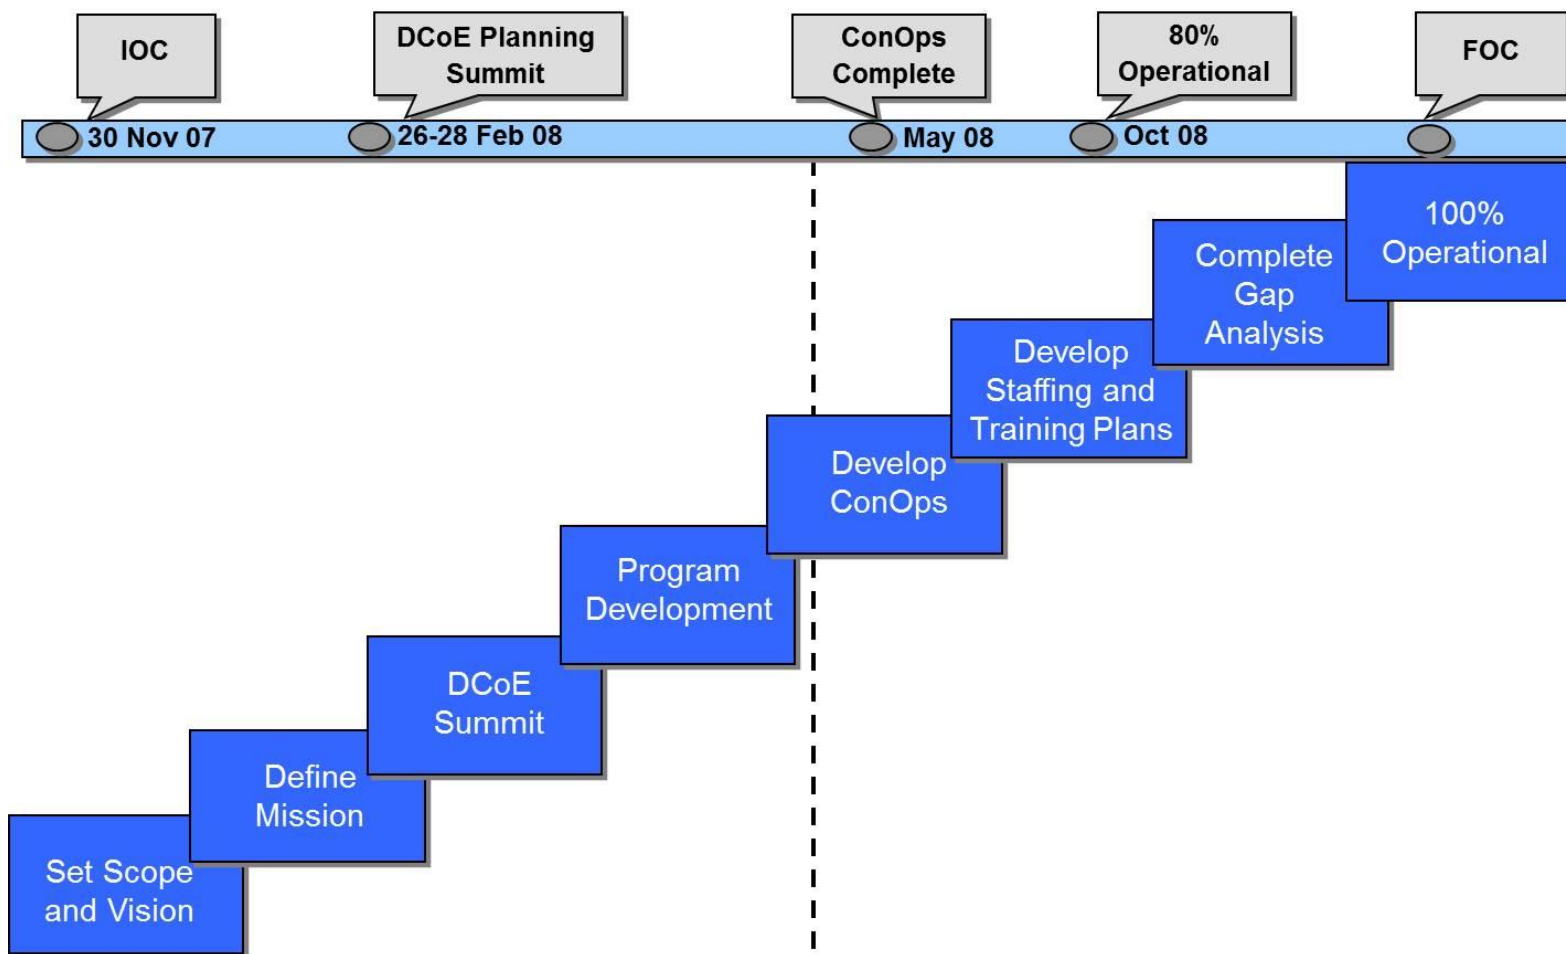 IOC
DCoE Planning
Summit
ConOps
Complete
80%
Operational
FOC
30 Nov 07
26-28 Feb 08
May 08
Oct 08
100%
Operational
Complete
Gap
Analysis
Develop
Staffing and
Training Plans
Develop
ConOps
Program
Development
DCoE
Summit
Define
Mission
Set Scope
and Vision